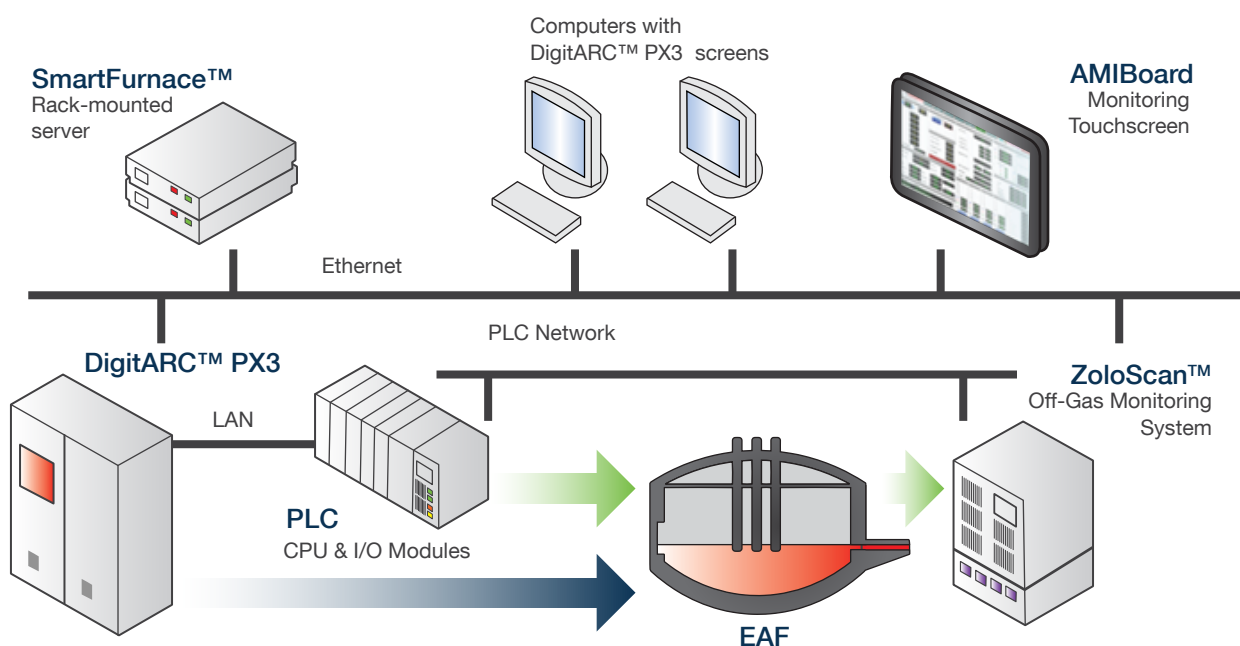 Computers with
DigitARC™ PX3 screens
SmartFurnace™
Rack-mounted
server
AMIBoard
Monitoring
Touchscreen
Ethernet
PLC Network
DigitARC™ PX3
LAN
ZoloScan™
Off-Gas Monitoring
System
PLC
CPU & I/O Modules
EAF